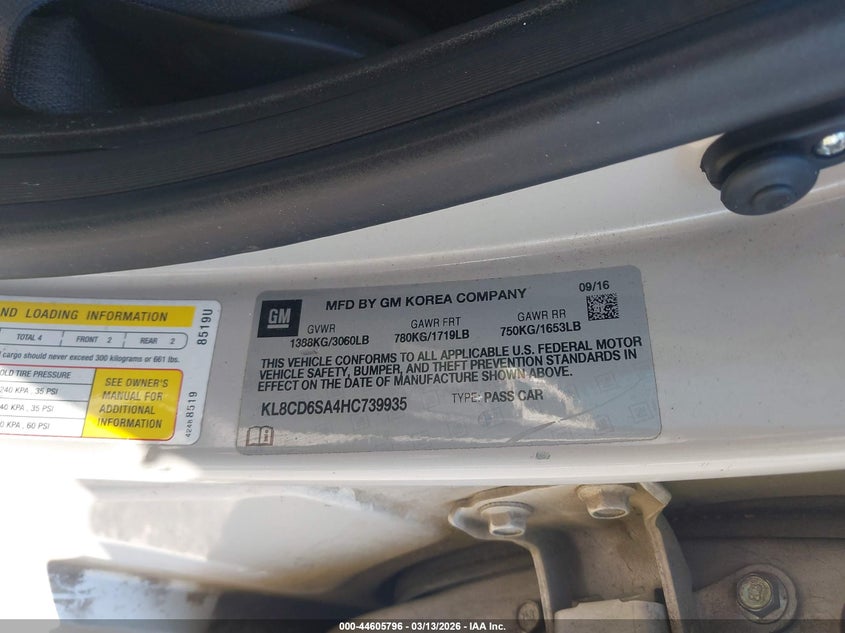 ND LOADING INFORMATION
TOTAL 4 FRONT 2 REAR 2
cargo should never exceed 300 kilograms or 661 lbs.
OLD TIRE PRESSURE
240 KPA , 35 PSI
240 KPA , 35 PSI
0 KPA , 60 PSI
SEE OWNER'S
MANUAL FOR
ADDITIONAL
INFORMATION
8519U
42488519
GM
MFD BY GM KOREA COMPANY
09/16
GVWR GAWR FRT GAWR RR
1388KG/3060LB 780KG/1719LB 750KG/1653LB
THIS VEHICLE CONFORMS TO ALL APPLICABLE U.S. FEDERAL MOTOR
VEHICLE SAFETY, BUMPER, AND THEFT PREVENTION STANDARDS IN
EFFECT ON THE DATE OF MANUFACTURE SHOWN ABOVE.
KL8CD6SA4HC739935 TYPE: PASS CAR
000-44605796 — 03/13/2026 — IAA Inc.